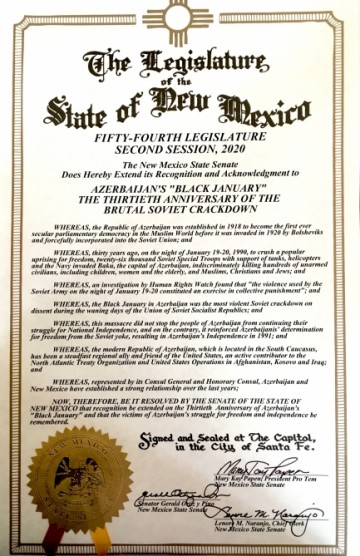 The Legislature
of the
State of New Mexico
FIFTY-FOURTH LEGISLATURE
SECOND SESSION, 2020
The New Mexico State Senate
Does Hereby Extend its Recognition and Acknowledgment to
AZERBAIJAN'S "BLACK JANUARY"
THE THIRTIETH ANNIVERSARY OF THE
BRUTAL SOVIET CRACKDOWN
WHEREAS, the Republic of Azerbaijan was established in 1918 to become the first ever
secular parliamentary democracy in the Muslim World before it was invaded in 1920 by Bolsheviks
and forcefully incorporated into the Soviet Union; and
WHEREAS, thirty years ago, on the night of January 19-20, 1990, to crush a popular
uprising for freedom, twenty-six thousand Soviet Special Troops with support of tanks, helicopters
and the Navy invaded Baku, the capital of Azerbaijan, indiscriminately killing hundreds of unarmed
civilians, including children, women and the elderly, and Muslims, Christians and Jews; and
WHEREAS, an investigation by Human Rights Watch found that "the violence used by the
Soviet Army on the night of January 19-20 constituted an exercise in collective punishment"; and
WHEREAS, the Black January in Azerbaijan was the most violent Soviet crackdown on
dissent during the waning days of the Union of Soviet Socialist Republics; and
WHEREAS, this massacre did not stop the people of Azerbaijan from continuing their
struggle for National Independence, and on the contrary, it reinforced Azerbaijanis' determination
for freedom from the Soviet yoke, resulting in Azerbaijan's Independence in 1991; and
WHEREAS, the modern Republic of Azerbaijan, which is located in the South Caucasus,
has been a steadfast regional ally and friend of the United States, an active contributor to the
North Atlantic Treaty Organization and United States Operations in Afghanistan, Kosovo and Iraq;
and
WHEREAS, represented by its Consul General and Honorary Consul, Azerbaijan and
New Mexico have established a strong relationship over the last years;
NOW, THEREFORE, BE IT RESOLVED BY THE SENATE OF THE STATE OF
NEW MEXICO that recognition be extended on the Thirtieth Anniversary of Azerbaijan's
"Black January" and that the victims of Azerbaijan's struggle for freedom and independence be
remembered.
Signed and Sealed at The Capitol,
in the City of Santa Fe.
Mary Kay Papen, President Pro Tem
New Mexico State Senate
Senator Gerald Ortiz y Pino
New Mexico State Senate
Lenore M. Naranjo, Chief Clerk
New Mexico State Senate